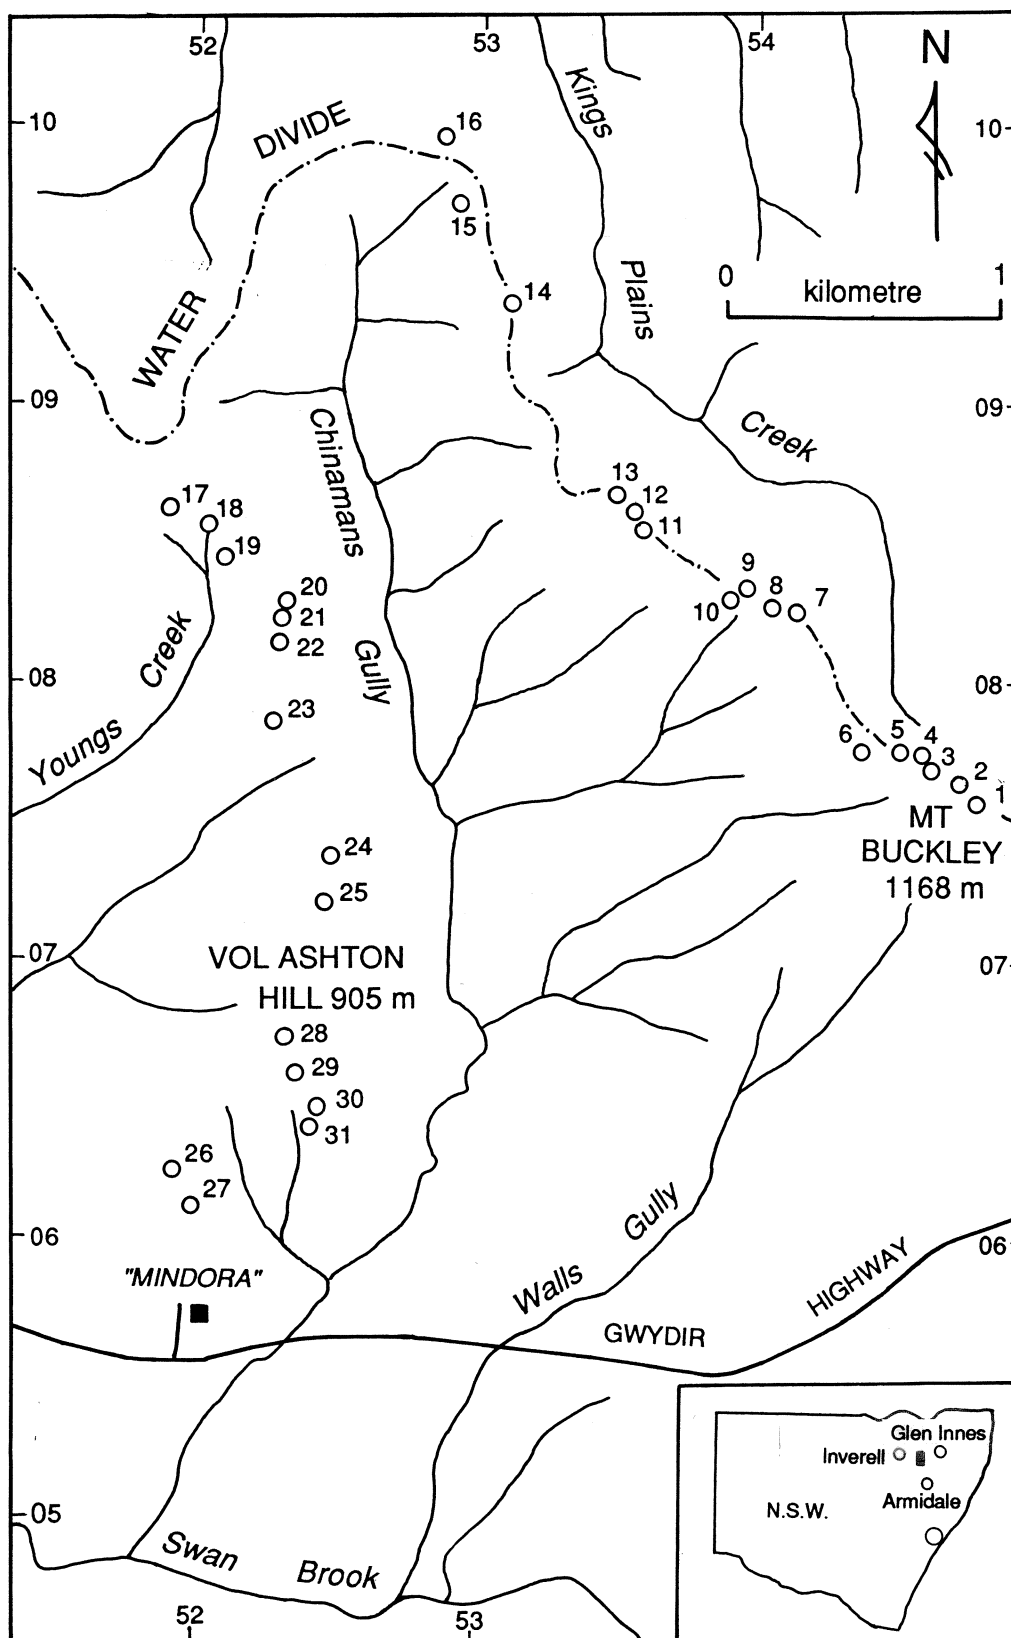 52
53
54
N
10
16
10
DIVIDE
Kings
15
Plains
0
1
kilometre
14
WATER
09
09
Chinamans
Creek
17
18
13
12
11
19
20
21
22
9
8
7
10
Gully
Creek
08
08
23
6
5
4
3
2
1
Youngs
MT
BUCKLEY
1168 m
24
25
07
VOL ASHTON
HILL 905 m
07
28
29
30
31
26
27
06
Gully
06
"MINDORA"
Walls
HIGHWAY
GWYDIR
Glen Innes
Inverell
Armidale
N.S.W.
05
Swan
Brook
52
53